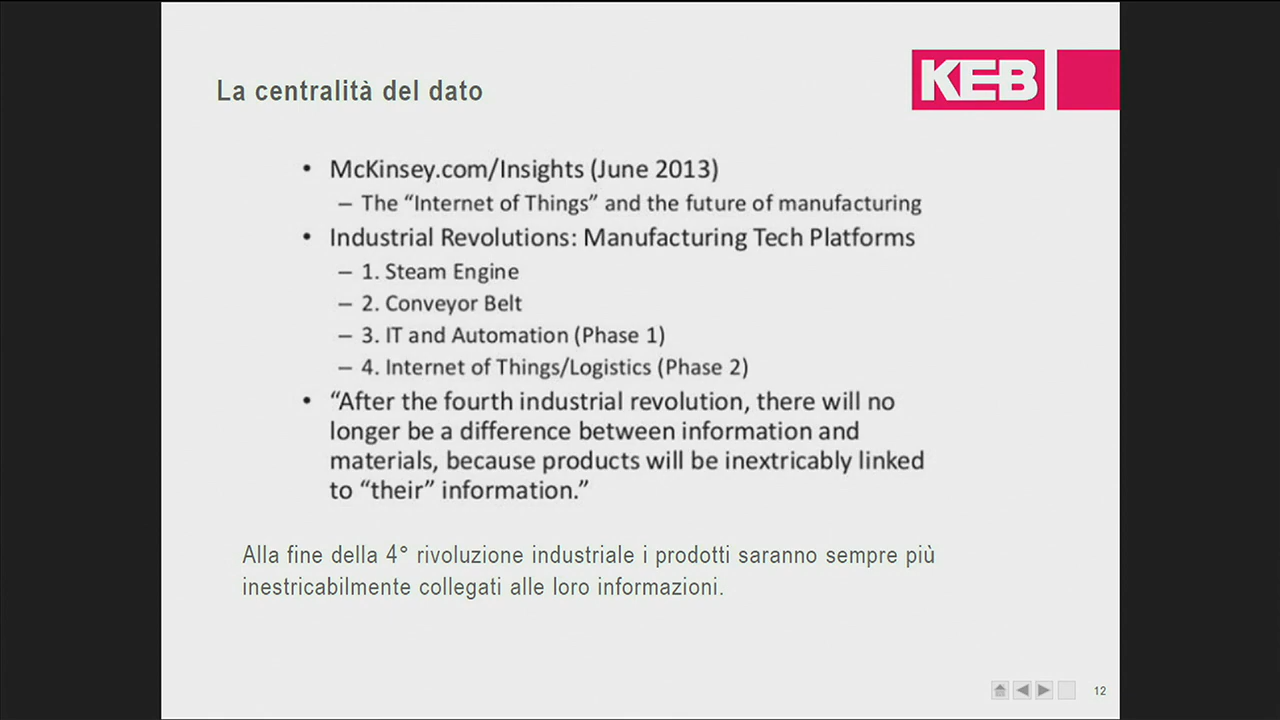 La centralità del dato
KEB
• McKinsey.com/Insights (June 2013)
– The “Internet of Things” and the future of manufacturing
• Industrial Revolutions: Manufacturing Tech Platforms
– 1. Steam Engine
– 2. Conveyor Belt
– 3. IT and Automation (Phase 1)
– 4. Internet of Things/Logistics (Phase 2)
• “After the fourth industrial revolution, there will no
longer be a difference between information and
materials, because products will be inextricably linked
to “their” information.”
Alla fine della 4° rivoluzione industriale i prodotti saranno sempre più
inestricabilmente collegati alle loro informazioni.
12